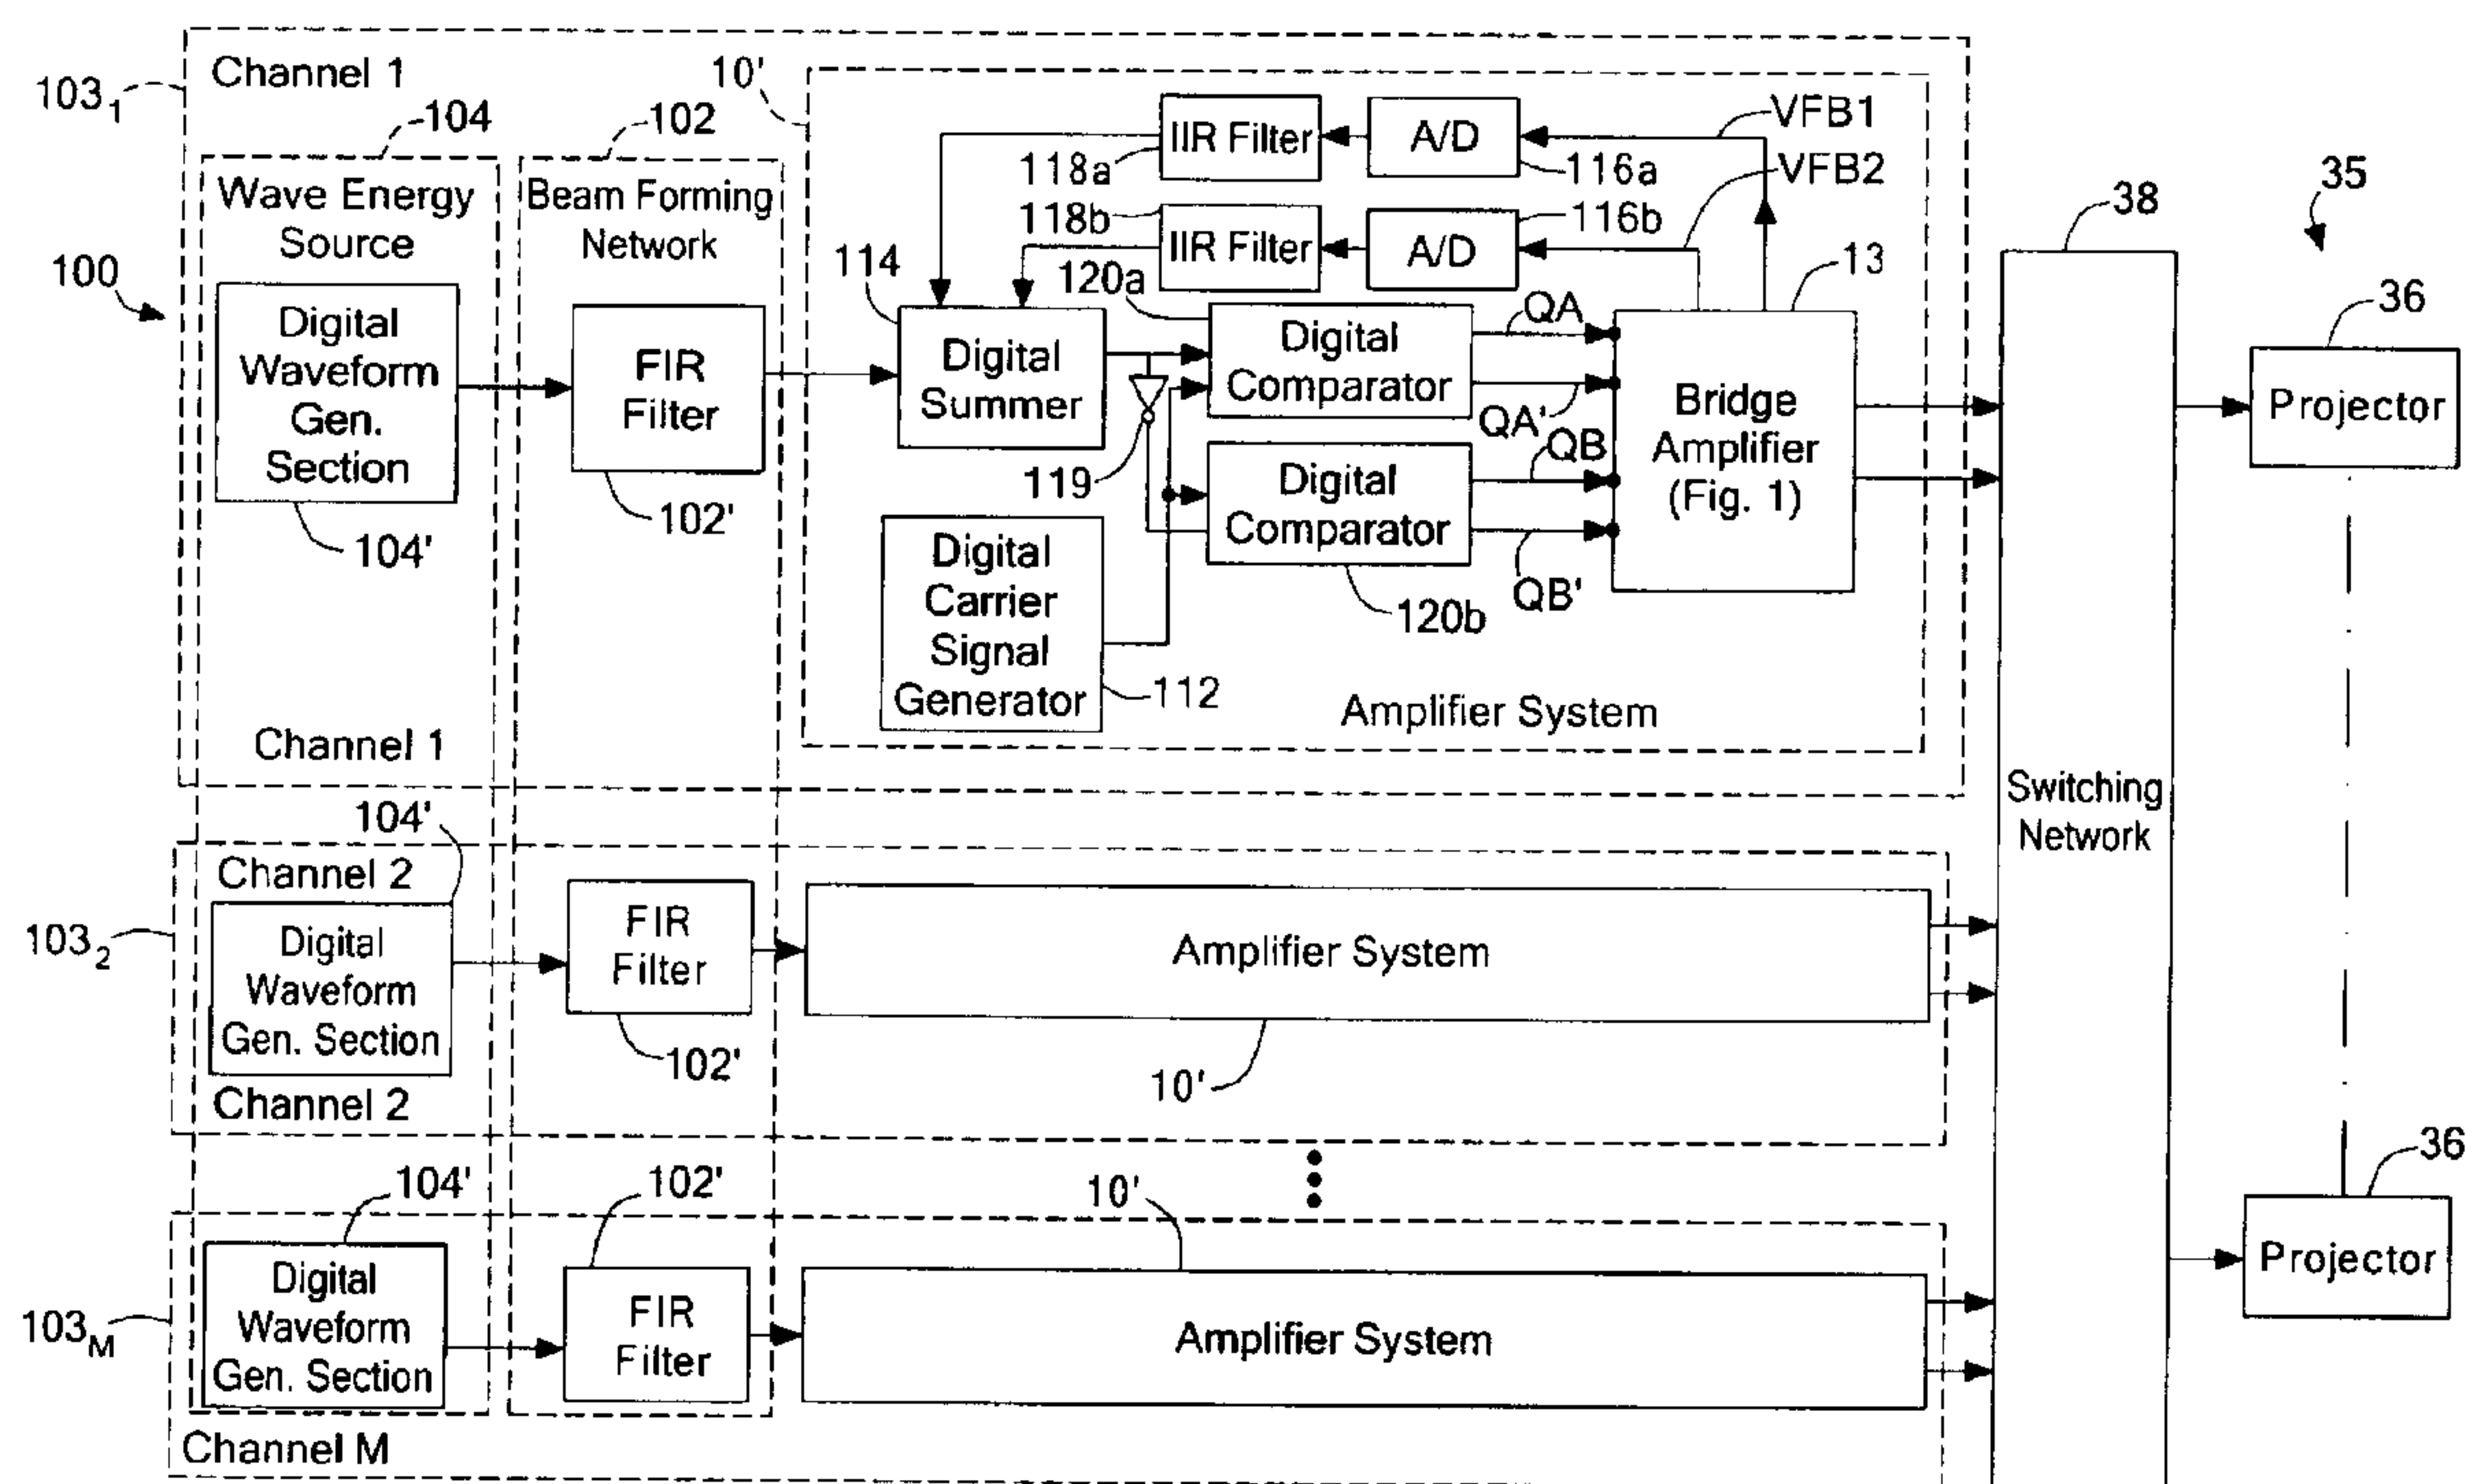 Channel 1
10'
103₁
104
102
VFB1
IIR Filter
A/D
118a
116a
VFB2
35
Wave Energy
Source
Beam Forming
Network
118b
116b
38
IIR Filter
A/D
100
114
120a
13
36
Digital
Waveform
Gen.
Section
FIR
Filter
Digital
Summer
Digital
Comparator
QA
QA'
QB
Bridge
Amplifier
(Fig. 1)
Projector
119
Digital
Comparator
QB'
104'
102'
120b
Digital
Carrier
Signal
Generator
112
Amplifier System
Channel 1
Switching
Network
104'
Channel 2
103₂
Digital
Waveform
Gen. Section
FIR
Filter
Amplifier System
102'
10'
Channel 2
36
104'
102'
10'
103M
Digital
Waveform
Gen. Section
FIR
Filter
Amplifier System
Projector
Channel M